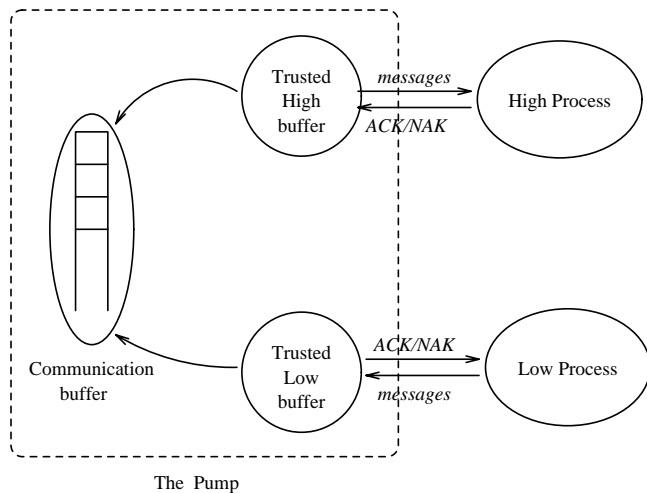 Trusted
High
buffer
messages
ACK/NAK
High Process
Communication
buffer
Trusted
Low
buffer
ACK/NAK
messages
Low Process
The Pump